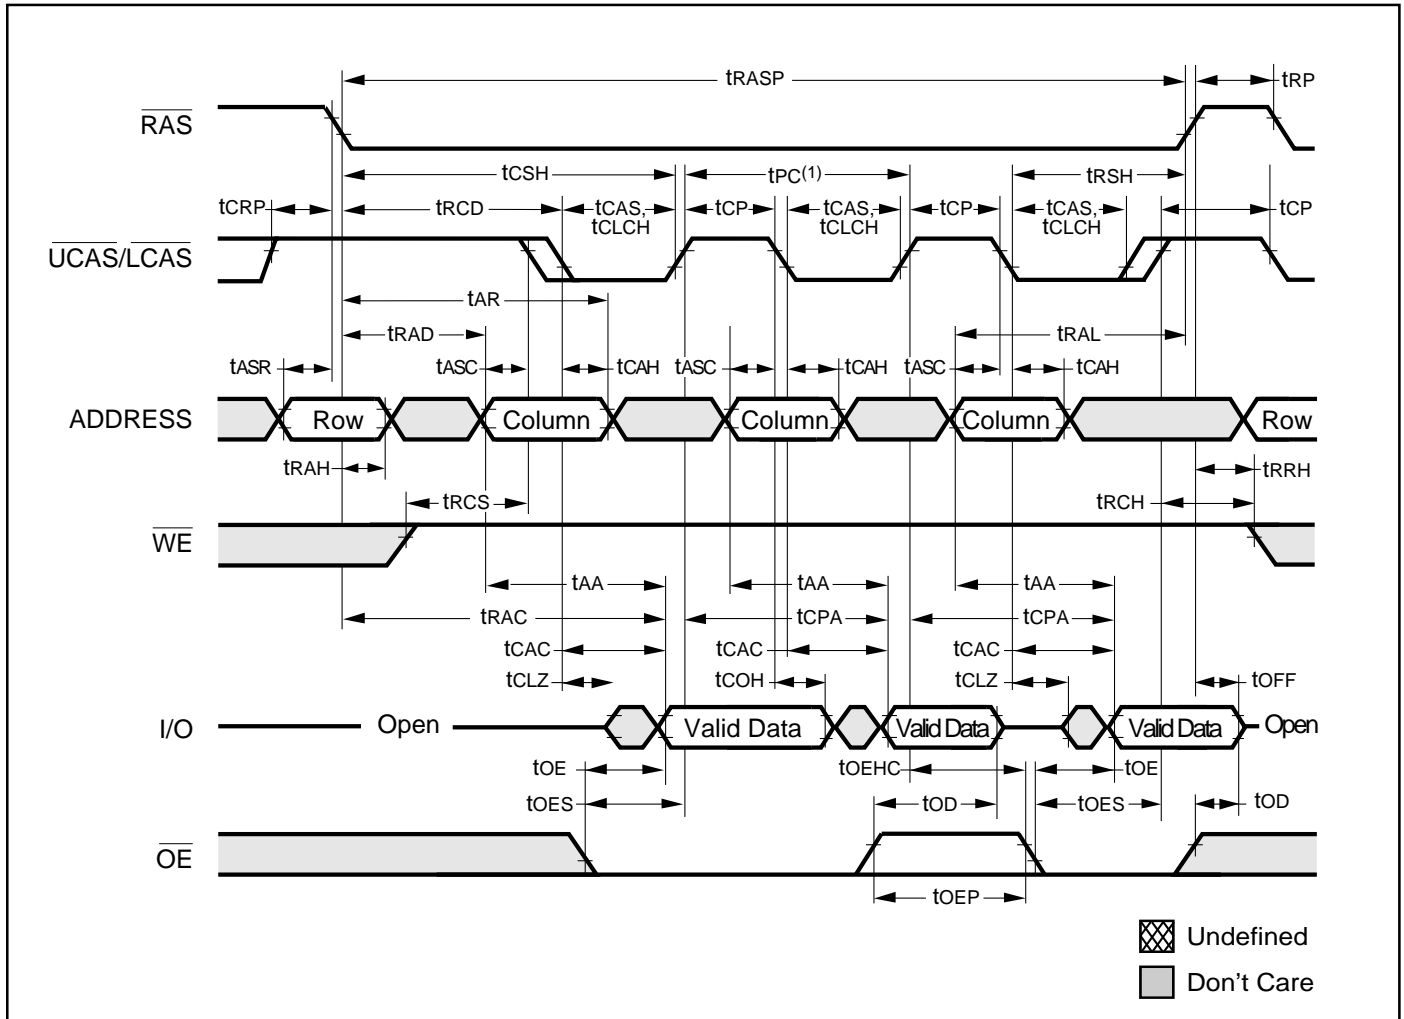 tRASP tRP
RAS
tCSH tPC(1) tRSH
tCRP tRCD tCAS, tCP tCAS, tCP tCAS, tCP
tCLCH tCLCH tCLCH
UCAS/LCAS
tAR
tRAD tRAL
tASR tASC tCAH tASC tCAH tASC tCAH
ADDRESS Row Column Column Column Row
tRAH tRRH
tRCS tRCH
WE
tAA tAA tAA
tRAC tCPA tCPA
tCAC tCAC tCAC
tCLZ tCOH tCLZ tOFF
I/O Open Valid Data Valid Data Valid Data Open
tOE tOEHC tOE
tOES tOD tOES tOD
OE
tOEP
Undefined
Don't Care